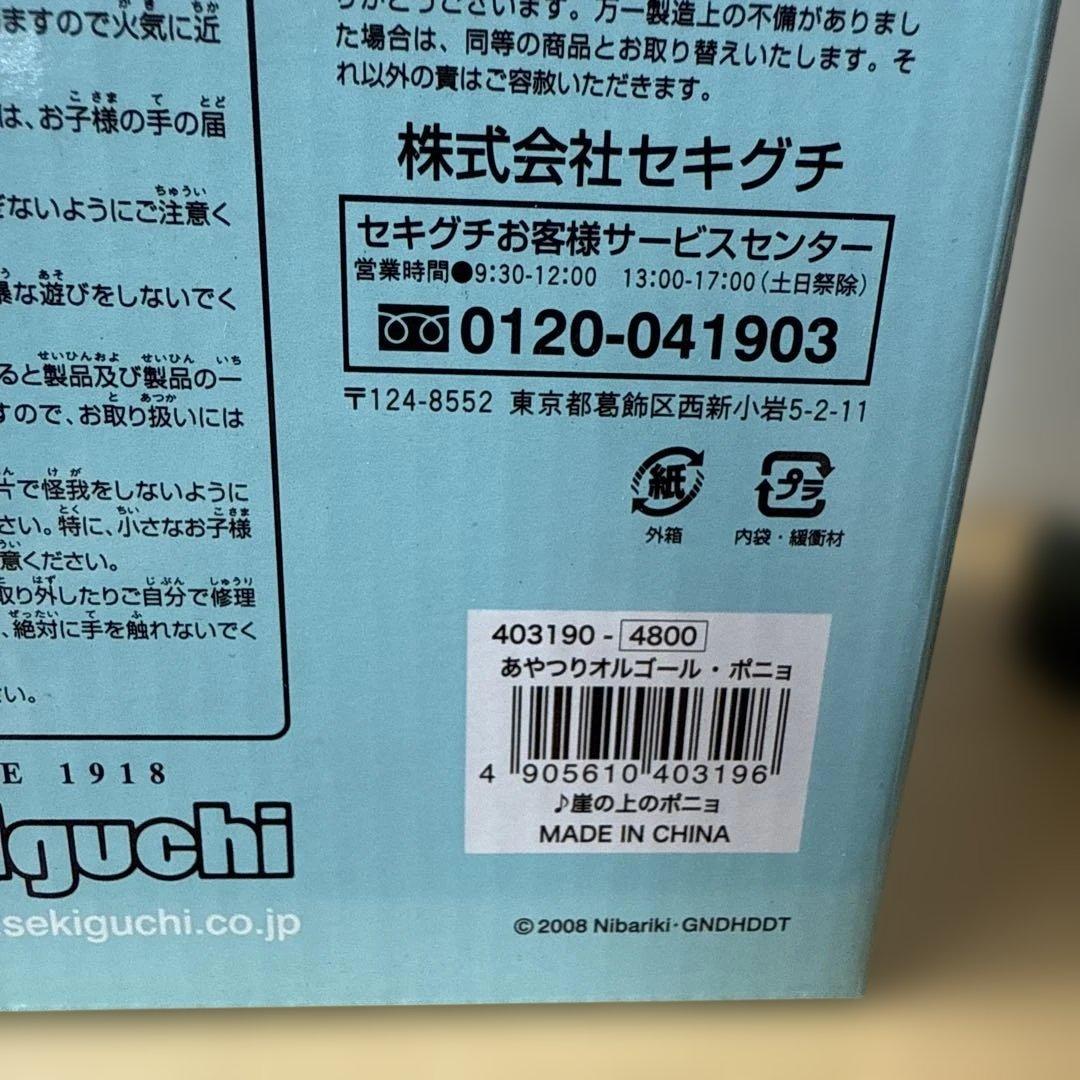 ますので火気に近
は、お子様の手の届
ないようにご注意く
な遊びをしないでく
ると製品及び製品の一
すので、お取り扱いには
片で怪我をしないように
さい。特に、小さなお子様
意ください。
取り外したりご自分で修理
、絶対に手を触れないでく
い。
E 1918
iguchi
.sekiguchi.co.jp
りがとうございます。万一製造上の不備がありまし
た場合は、同等の商品とお取り替えいたします。そ
れ以外の責はご容赦いただきます。
株式会社セキグチ
セキグチお客様サービスセンター
営業時間●9:30-12:00 13:00-17:00(土日祭除)
0120-041903
〒124-8552 東京都葛飾区西新小岩5-2-11
紙 プラ
外箱 内袋・緩衝材
403190 - 4800
あやつりオルゴール・ポニョ
4 905610 403196
♪崖の上のポニョ
MADE IN CHINA
©2008 Nibariki・GNDHDDT